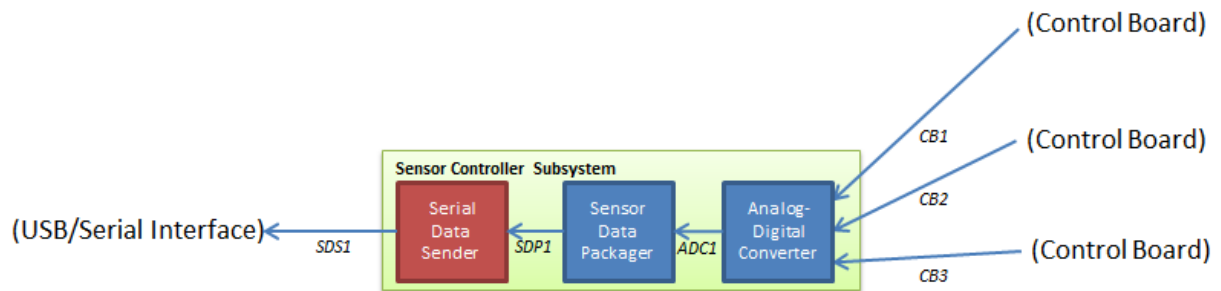 (Control Board)
CB1
(Control Board)
Sensor Controller Subsystem
CB2
Serial
Data
Sender
Sensor
Data
Packager
Analog-
Digital
Converter
(USB/Serial Interface)
SDS1
SDP1
ADC1
(Control Board)
CB3